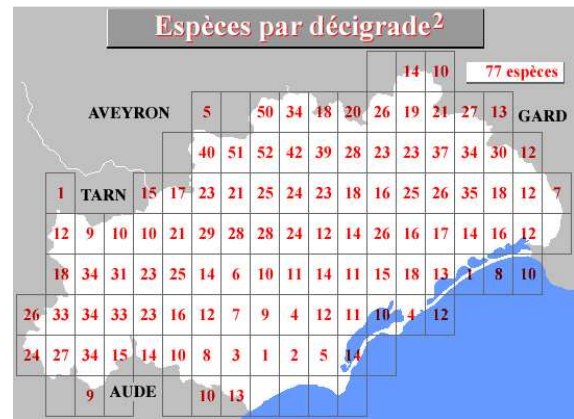 Espèces par décigrade²
14 10 77 espèces
AVEYRON 5 50 34 18 20 26 19 21 27 13 GARD
40 51 52 42 39 28 23 23 37 34 30 12
1 TARN 15 17 23 21 25 24 23 18 16 25 26 35 18 12 7
12 9 10 10 21 29 28 28 24 12 14 26 16 17 14 16 12
18 34 31 23 25 14 6 10 11 14 11 15 18 13 1 8 10
26 33 34 33 23 16 12 7 9 4 12 11 10 4 12
24 27 34 15 14 10 8 3 1 2 5 14
9 AUDE 10 13